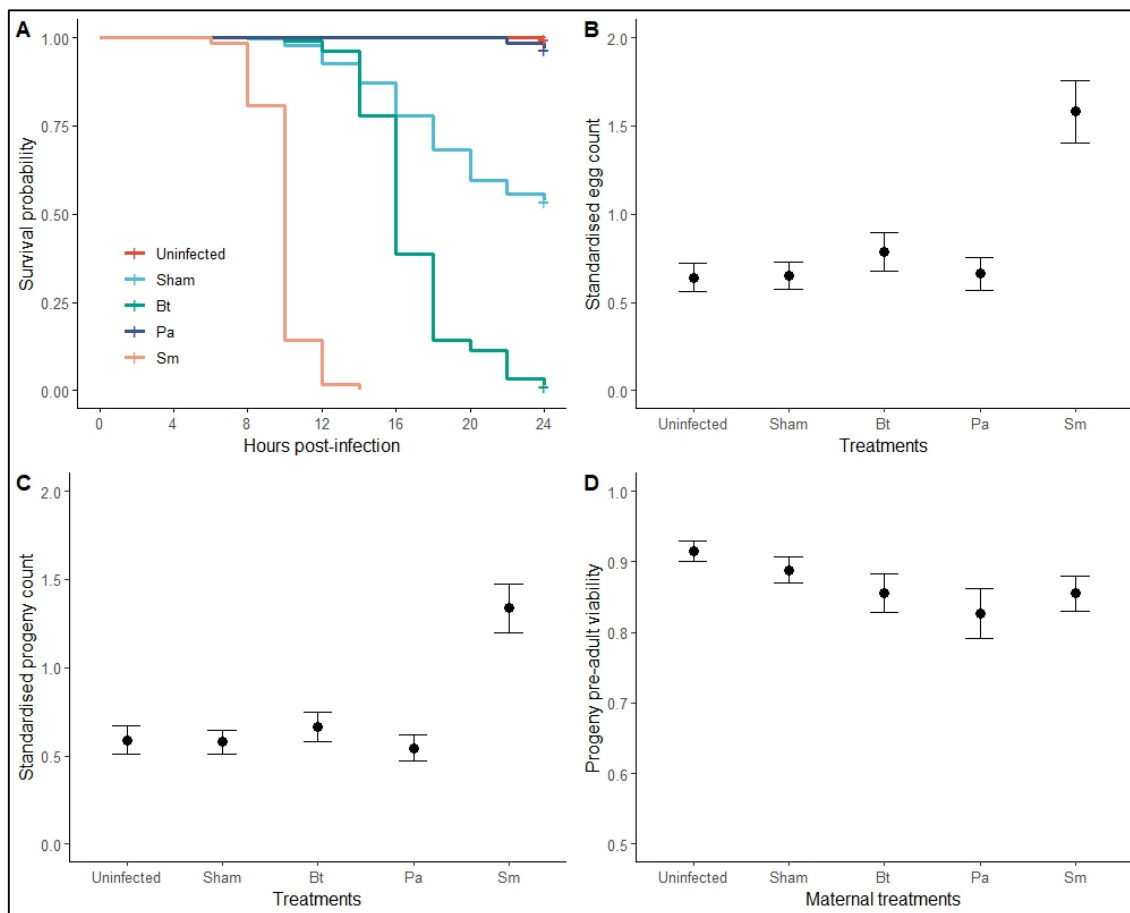 A
1.00
0.75
0.50
0.25
0.00
Survival probability
Uninfected
Sham
Bt
Pa
Sm
0 4 8 12 16 20 24
Hours post-infection
B
2.0
1.5
1.0
0.5
0.0
Standardised egg count
Uninfected Sham Bt Pa Sm
Treatments
C
2.0
1.5
1.0
0.5
0.0
Standardised progeny count
Uninfected Sham Bt Pa Sm
Treatments
D
1.0
0.9
0.8
0.7
0.6
0.5
Progeny pre-adult viability
Uninfected Sham Bt Pa Sm
Maternal treatments